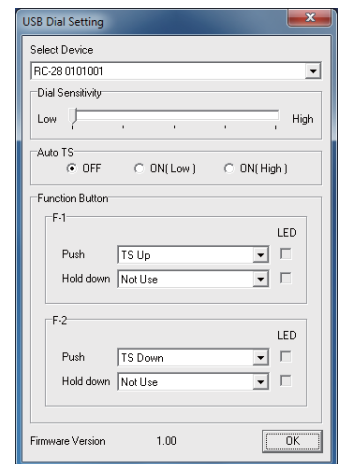 USB Dial Setting
Select Device
RC-28 0101001
Dial Sensitivity
Low High
Auto TS
OFF ON( Low ) ON( High )
Function Button
F-1
LED
Push TS Up
Hold down Not Use
F-2
LED
Push TS Down
Hold down Not Use
Firmware Version 1.00 OK